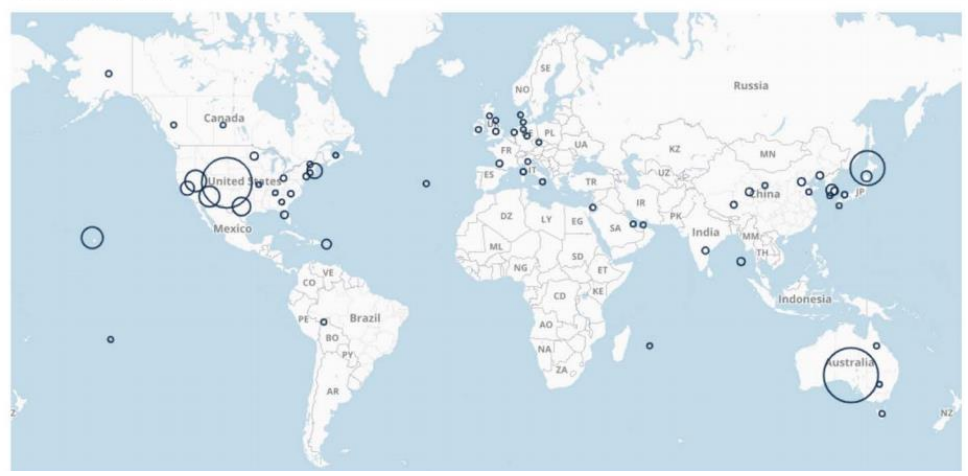 SE
NO
Russia
Canada
PL
UA
FR
KZ
MN
UZ
IT
ES
United States
TR
China
JP
IR
PK
Mexico
DZ
LY
EG
SA
India
MM
TH
ML
SD
NG
ET
VE
CO
CD
KE
Indonesia
PE
Brazil
AO
BO
NA
PY
ZA
Australia
AR
NZ